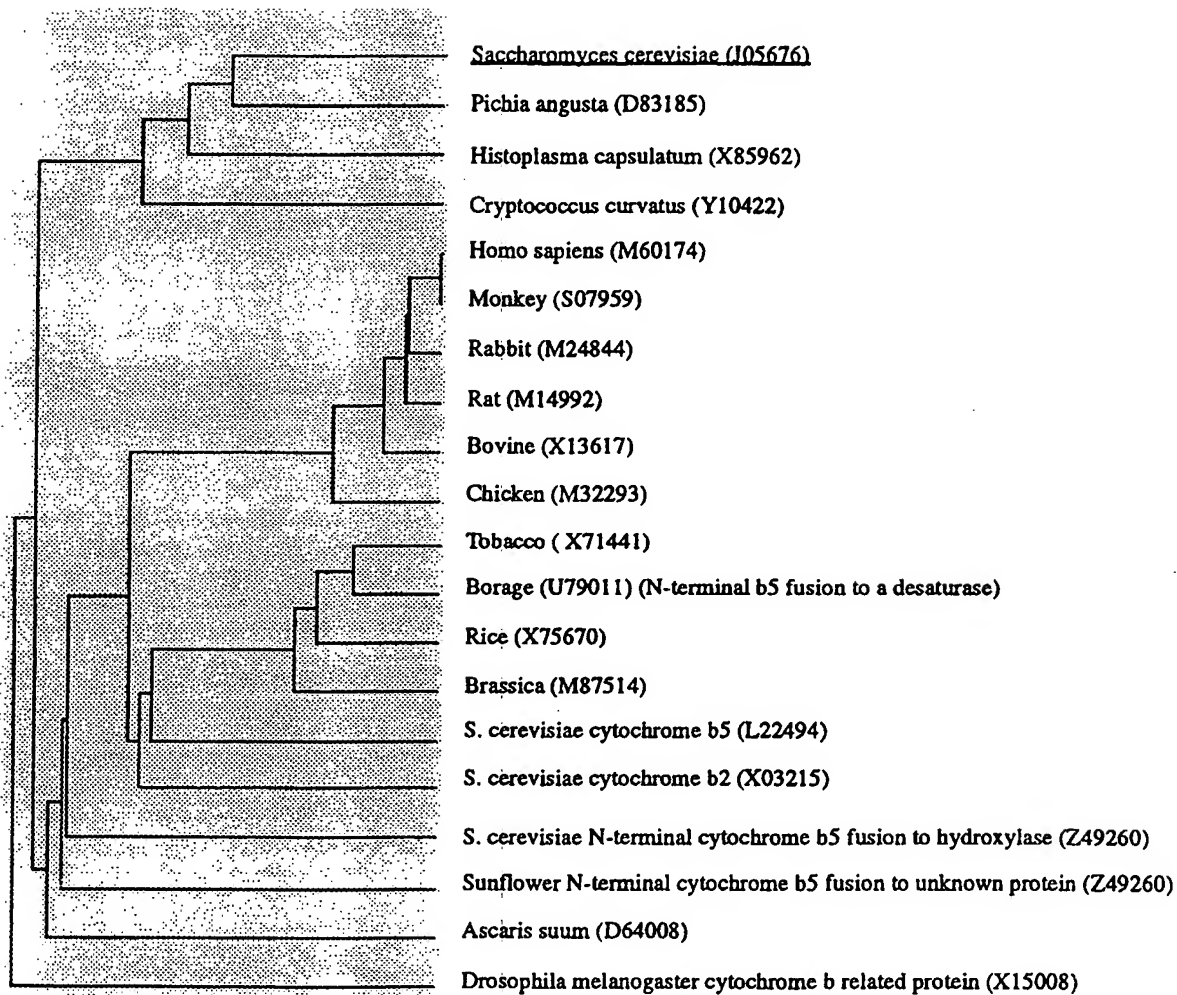 Saccharomyces cerevisiae (J05676)
Pichia angusta (D83185)
Histoplasma capsulatum (X85962)
Cryptococcus curvatus (Y10422)
Homo sapiens (M60174)
Monkey (S07959)
Rabbit (M24844)
Rat (M14992)
Bovine (X13617)
Chicken (M32293)
Tobacco ( X71441)
Borage (U79011) (N-terminal b5 fusion to a desaturase)
Rice (X75670)
Brassica (M87514)
S. cerevisiae cytochrome b5 (L22494)
S. cerevisiae cytochrome b2 (X03215)
S. cerevisiae N-terminal cytochrome b5 fusion to hydroxylase (Z49260)
Sunflower N-terminal cytochrome b5 fusion to unknown protein (Z49260)
Ascaris suum (D64008)
Drosophila melanogaster cytochrome b related protein (X15008)